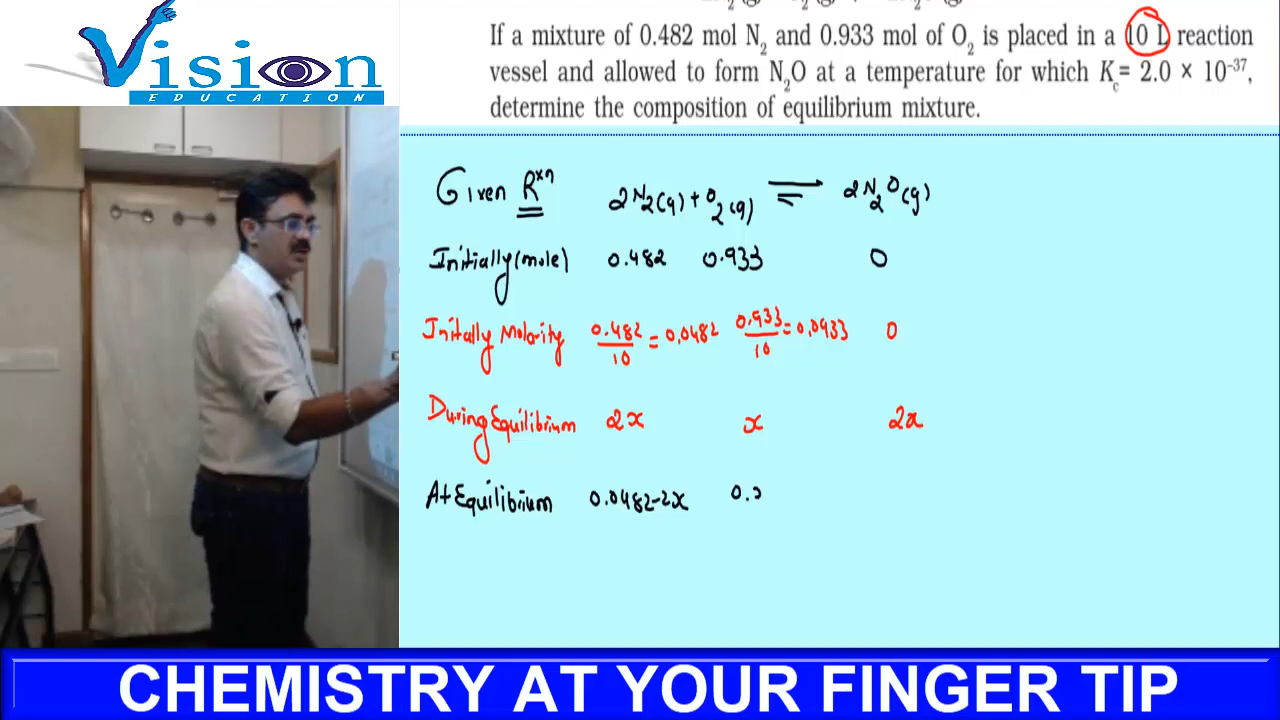 Vision
EDUCATION
If a mixture of 0.482 mol N₂ and 0.933 mol of O₂ is placed in a 10 L reaction
vessel and allowed to form N₂O at a temperature for which K꜀ = 2.0 × 10⁻³⁷,
determine the composition of equilibrium mixture.
Given Rxn 2N₂(g) + O₂(g) ⇌ 2N₂O(g)
Initially(mole) 0.482 0.933 0
Initially Molarity 0.482/10 = 0.0482 0.933/10 = 0.0933 0
During Equilibrium 2x x 2x
At Equilibrium 0.0482-2x 0.
CHEMISTRY AT YOUR FINGER TIP